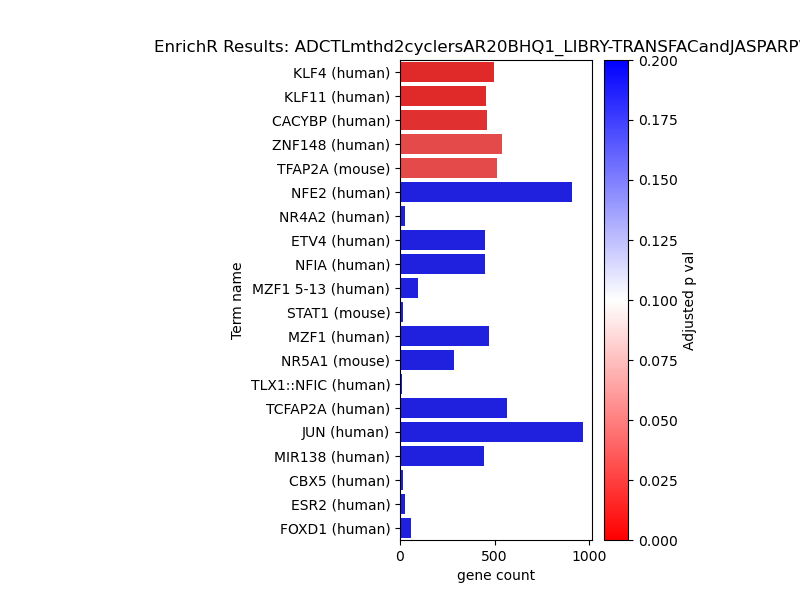 EnrichR Results: ADCTLmthd2cyclersAR20BHQ1_LIBRY-TRANSFACandJASPARP
KLF4 (human)
KLF11 (human)
CACYBP (human)
ZNF148 (human)
TFAP2A (mouse)
NFE2 (human)
NR4A2 (human)
ETV4 (human)
NFIA (human)
MZF1 5-13 (human)
STAT1 (mouse)
MZF1 (human)
NR5A1 (mouse)
TLX1::NFIC (human)
TCFAP2A (human)
JUN (human)
MIR138 (human)
CBX5 (human)
ESR2 (human)
FOXD1 (human)
Term name
0 500 1000
gene count
0.200
0.175
0.150
0.125
0.100
0.075
0.050
0.025
0.000
Adjusted p val